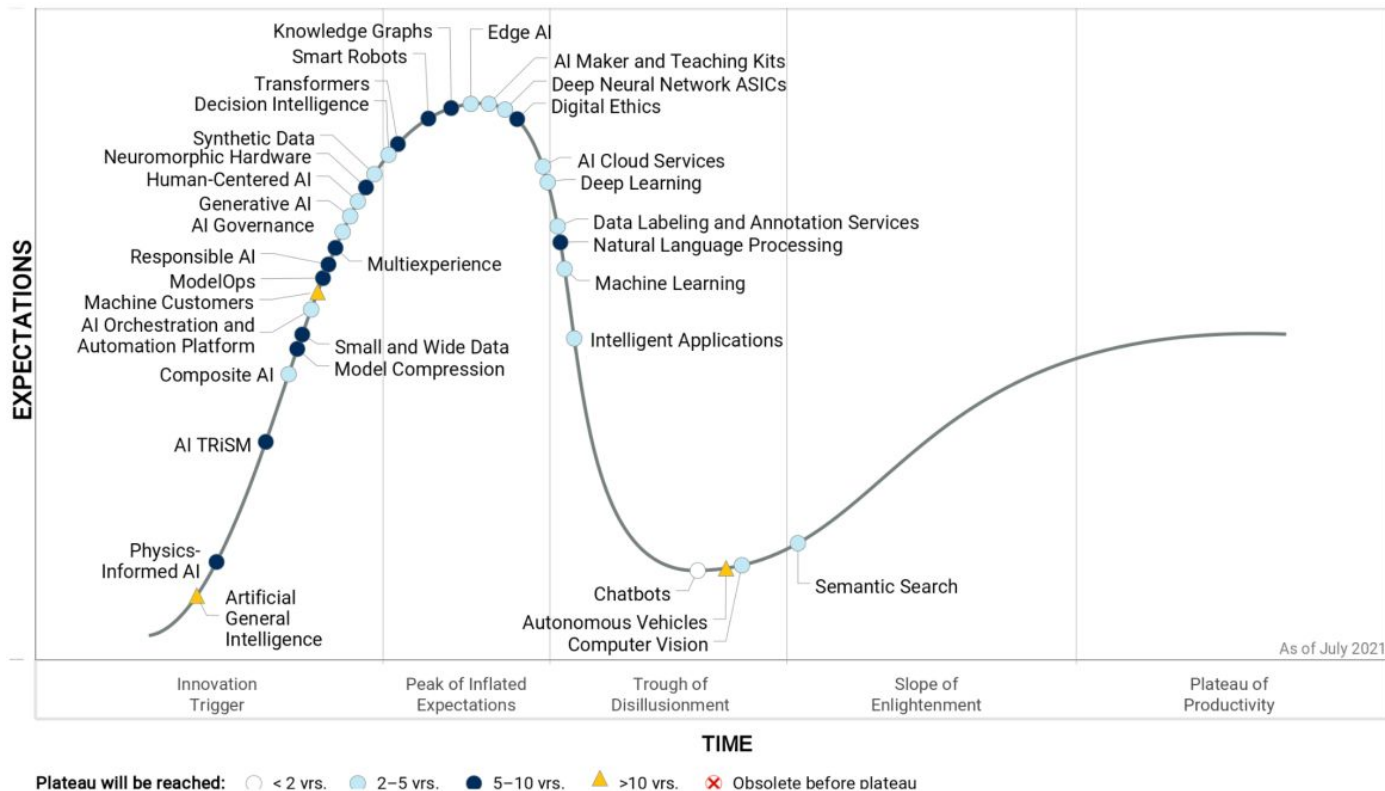 Knowledge Graphs
Edge AI
Smart Robots
AI Maker and Teaching Kits
Transformers
Deep Neural Network ASICs
Decision Intelligence
Digital Ethics
Synthetic Data
Neuromorphic Hardware
AI Cloud Services
Human-Centered AI
Deep Learning
Generative AI
AI Governance
Data Labeling and Annotation Services
Natural Language Processing
Responsible AI
Multiexperience
ModelOps
Machine Learning
Machine Customers
AI Orchestration and
Automation Platform
Intelligent Applications
Small and Wide Data
Model Compression
Composite AI
AI TRiSM
Physics-
Informed AI
Artificial
General
Intelligence
Chatbots
Autonomous Vehicles
Computer Vision
Semantic Search
EXPECTATIONS
As of July 2021
Innovation
Trigger
Peak of Inflated
Expectations
Trough of
Disillusionment
Slope of
Enlightenment
Plateau of
Productivity
TIME
Plateau will be reached: < 2 yrs. 2–5 yrs. 5–10 yrs. >10 yrs. Obsolete before plateau